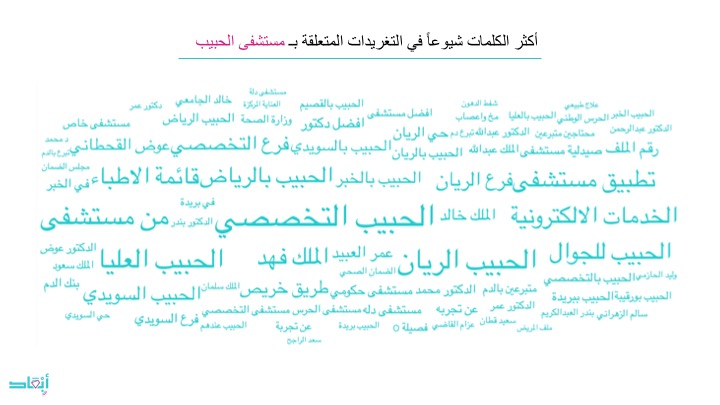 أكثر الكلمات شيوعاً في التغريدات المتعلقة بـ مستشفى الحبيب
مستشفى دلة
علاج طبيعي شفط الدهون الحبيب بالقصيم العناية المركزة خالد الجامعي دكتور عمر
الحبيب الخبر الحرس الوطني الحبيب بالعليا مخ واعصاب افضل مستشفى افضل دكتور وزارة الصحة الحبيب الرياض مستشفى خاص
الدكتور عبدالرحمن محتاجين متبرعين الدكتور عبدالله تبرع دم حي الريان
رقم الملف صيدلية مستشفى الملك عبدالله الحبيب بالريان الحبيب بالسويدي فرع التخصصي عوض القحطاني د محمد تبرع بالدم
تطبيق مستشفى فرع الريان الحبيب بالخبر الحبيب بالرياض قائمة الاطباء في الخبر مجلس الضمان
الخدمات الالكترونية الملك خالد الحبيب التخصصي في بريدة الدكتور بندر من مستشفى
الحبيب للجوال الحبيب الريان عمر العبيد الضمان الصحي الملك فهد الحبيب العليا الدكتور عوض الملك سعود
وليد الحازمي الحبيب بالتخصصي متبرعين بالدم الدكتور محمد مستشفى حكومي طريق خريص الملك سلمان الحبيب السويدي بنك الدم
الحبيب بورقيبة الحبيب ببريدة
سالم الزهراني بندر العبدالكريم الدكتور عمر عن تجربه مستشفى دله مستشفى الحرس مستشفى التخصصي فرع السويدي حي السويدي
ملف المريض سعيد قطان عزام القاضي فصيلة O الحبيب بريدة عن تجربة الحبيب عندهم
سعد الراجح
أبعاد